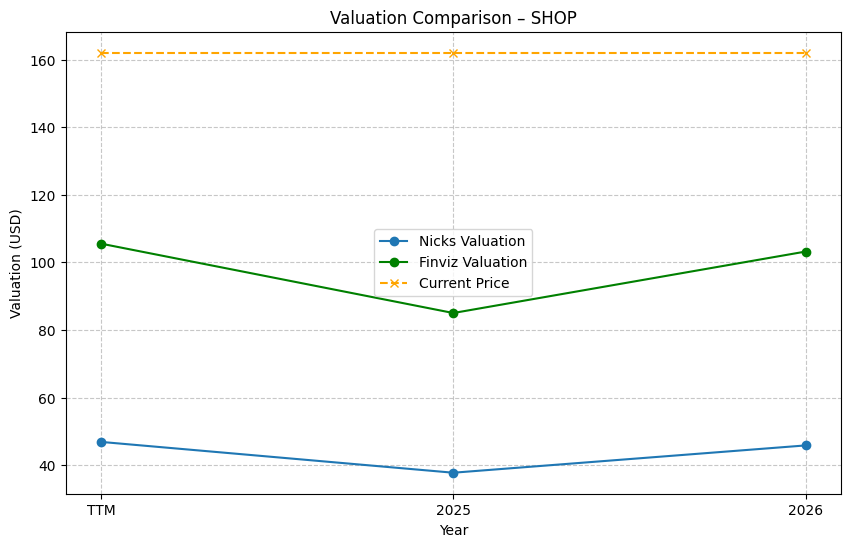 Valuation Comparison – SHOP
Valuation (USD)
160
140
120
100
80
60
40
Nicks Valuation
Finviz Valuation
Current Price
TTM
2025
2026
Year